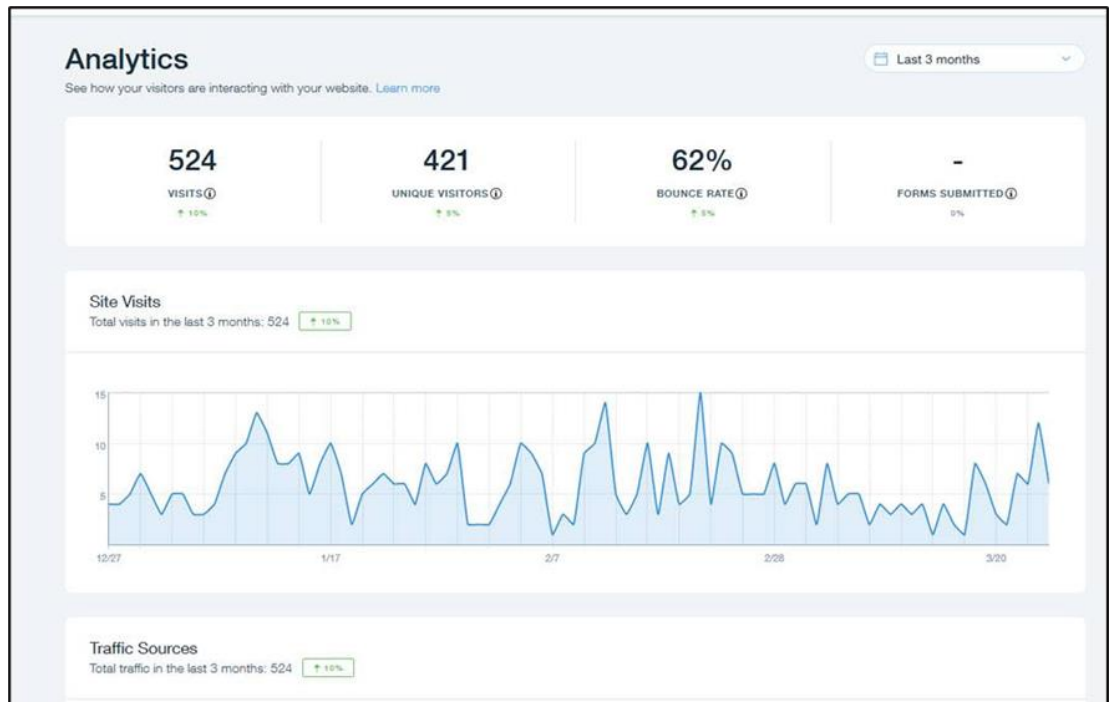 Analytics
Last 3 months
See how your visitors are interacting with your website. Learn more
524
421
62%
-
VISITS
UNIQUE VISITORS
BOUNCE RATE
FORMS SUBMITTED
↑ 10%
↑ 5%
↑ 5%
0%
Site Visits
Total visits in the last 3 months: 524 ↑ 10%
15
10
5
12/27
1/17
2/7
2/28
3/20
Traffic Sources
Total traffic in the last 3 months: 524 ↑ 10%